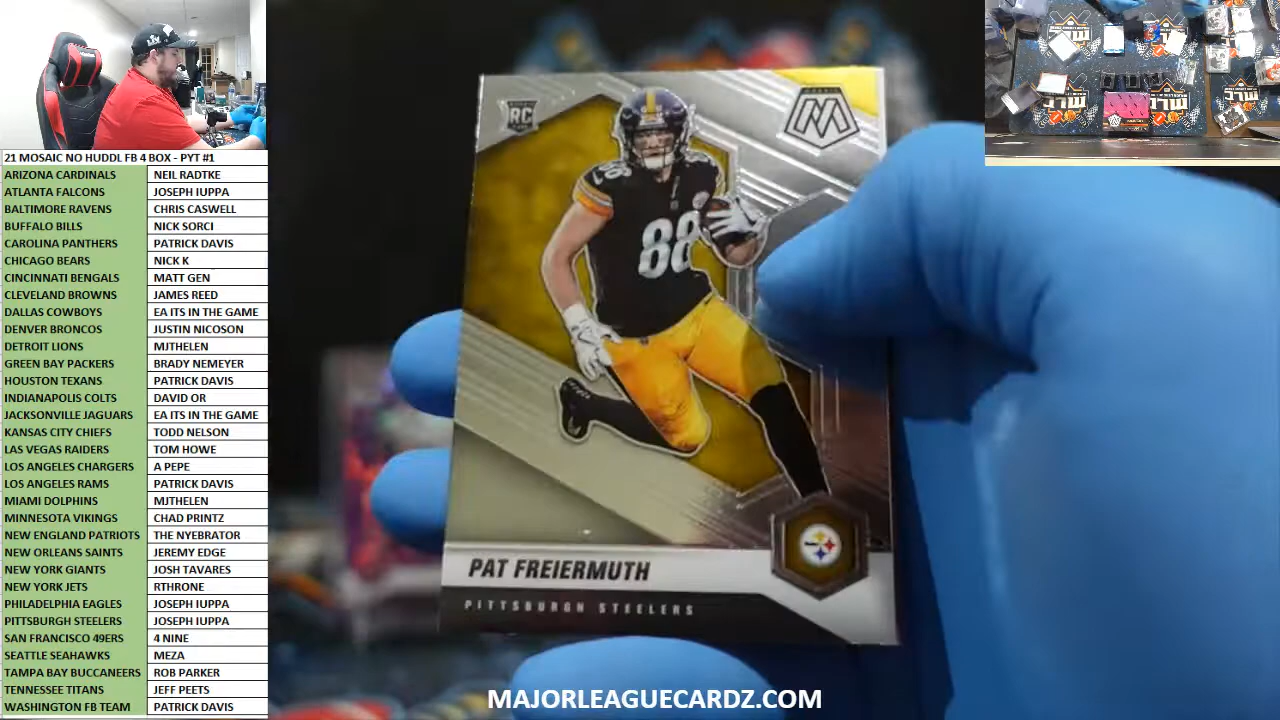 21 MOSAIC NO HUDDL FB 4 BOX - PYT #1
ARIZONA CARDINALS NEIL RADTKE
ATLANTA FALCONS JOSEPH IUPPA
BALTIMORE RAVENS CHRIS CASWELL
BUFFALO BILLS NICK SORCI
CAROLINA PANTHERS PATRICK DAVIS
CHICAGO BEARS NICK K
CINCINNATI BENGALS MATT GEN
CLEVELAND BROWNS JAMES REED
DALLAS COWBOYS EA ITS IN THE GAME
DENVER BRONCOS JUSTIN NICOSON
DETROIT LIONS MJTHELEN
GREEN BAY PACKERS BRADY NEMEYER
HOUSTON TEXANS PATRICK DAVIS
INDIANAPOLIS COLTS DAVID OR
JACKSONVILLE JAGUARS EA ITS IN THE GAME
KANSAS CITY CHIEFS TODD NELSON
LAS VEGAS RAIDERS TOM HOWE
LOS ANGELES CHARGERS A PEPE
LOS ANGELES RAMS PATRICK DAVIS
MIAMI DOLPHINS MJTHELEN
MINNESOTA VIKINGS CHAD PRINTZ
NEW ENGLAND PATRIOTS THE NYEBRATOR
NEW ORLEANS SAINTS JEREMY EDGE
NEW YORK GIANTS JOSH TAVARES
NEW YORK JETS RTHRONE
PHILADELPHIA EAGLES JOSEPH IUPPA
PITTSBURGH STEELERS JOSEPH IUPPA
SAN FRANCISCO 49ERS 4 NINE
SEATTLE SEAHAWKS MEZA
TAMPA BAY BUCCANEERS ROB PARKER
TENNESSEE TITANS JEFF PEETS
WASHINGTON FB TEAM PATRICK DAVIS
RC
M
88
88
PAT FREIERMUTH
PITTSBURGH STEELERS
MLC
MLC
MAJORLEAGUECARDZ.COM